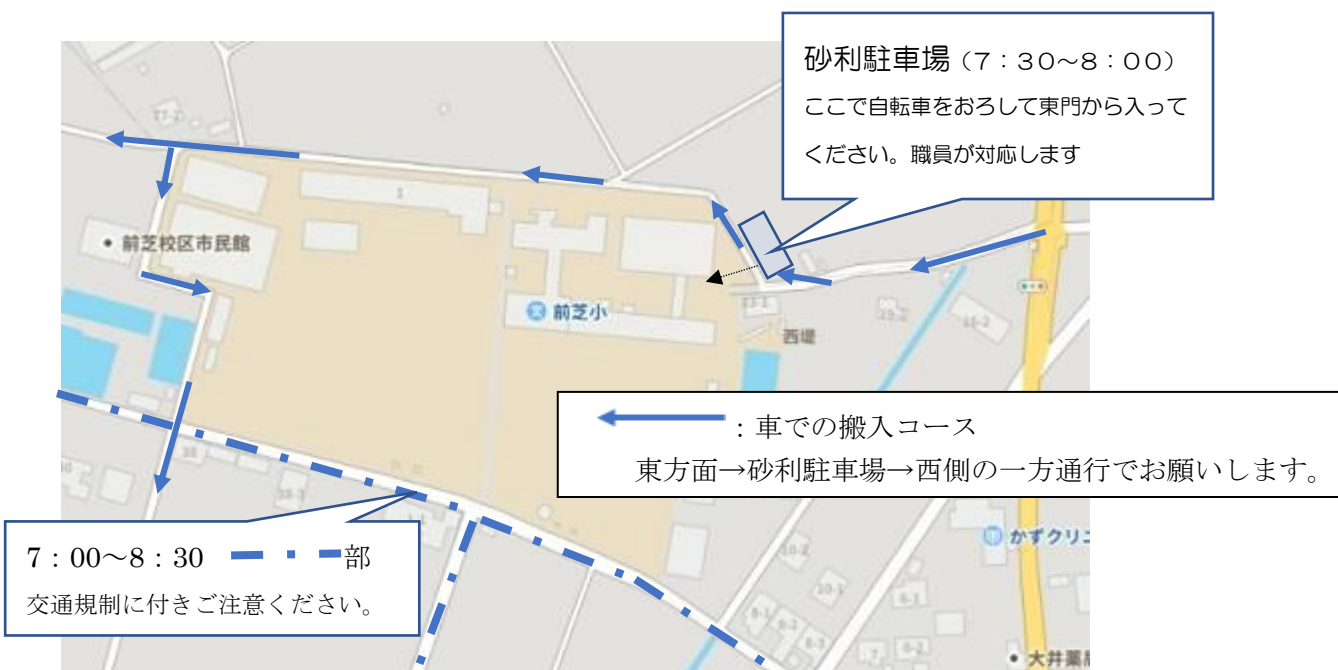 砂利駐車場（7：30～8：00）
ここで自転車をおろして東門から入って
ください。職員が対応します
1
前芝校区市民館
前芝小
西堤
：車での搬入コース
東方面→砂利駐車場→西側の一方通行でお願いします。
かずクリニ
7：00～8：30 部
交通規制に付きご注意ください。
大井薬局